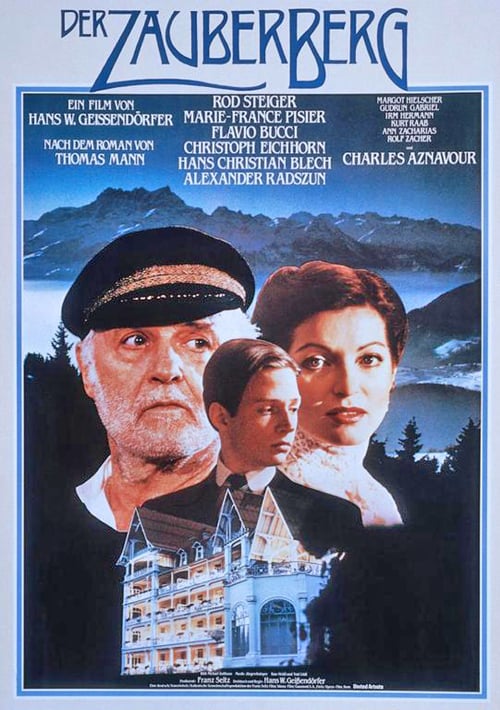 DER ZAUBERBERG
EIN FILM VON
HANS W. GEISSENDÖRFER
NACH DEM ROMAN VON
THOMAS MANN
ROD STEIGER
MARIE-FRANCE PISIER
FLAVIO BUCCI
CHRISTOPH EICHHORN
HANS CHRISTIAN BLECH
ALEXANDER RADSZUN
MARGOT HIELSCHER
GUDRUN GABRIEL
IRM HERMANN
KURT RAAB
ANN ZACHARIAS
ROLF ZACHER
und
CHARLES AZNAVOUR
Franz Seitz
Hans W. Geißendörfer
United Artists